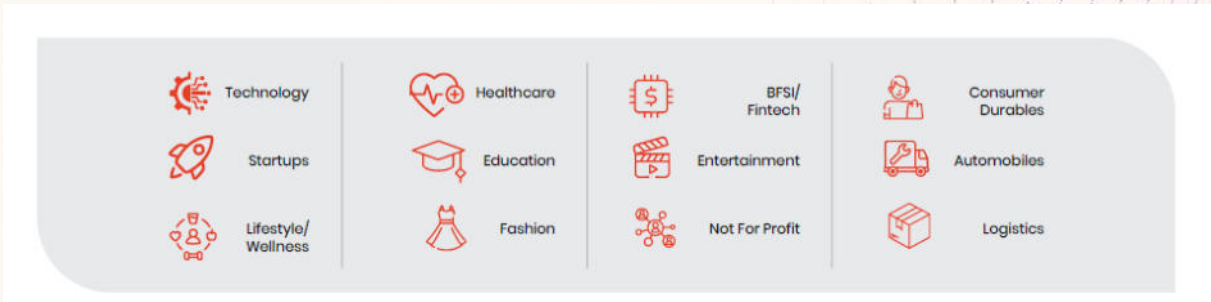 Technology
Healthcare
BFSI/
Fintech
Consumer
Durables
Startups
Education
Entertainment
Automobiles
Lifestyle/
Wellness
Fashion
Not For Profit
Logistics